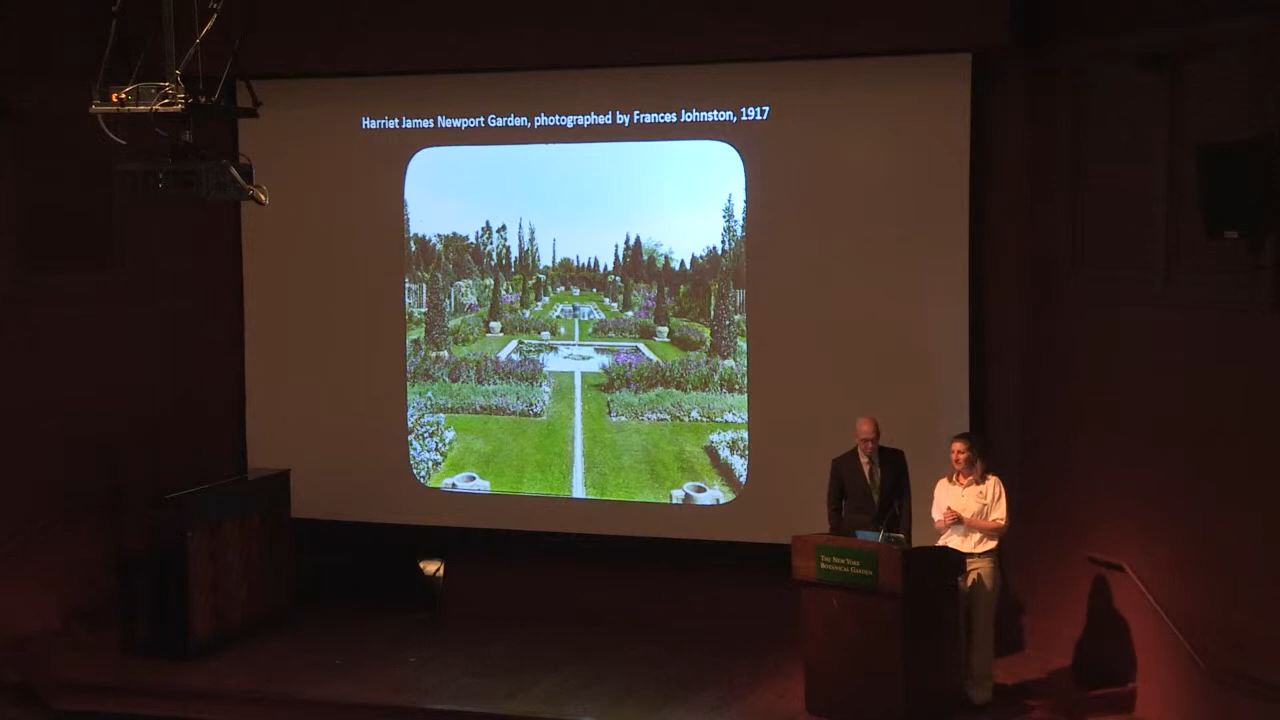 Harriet James Newport Garden, photographed by Frances Johnston, 1917
The New York
Botanical Garden